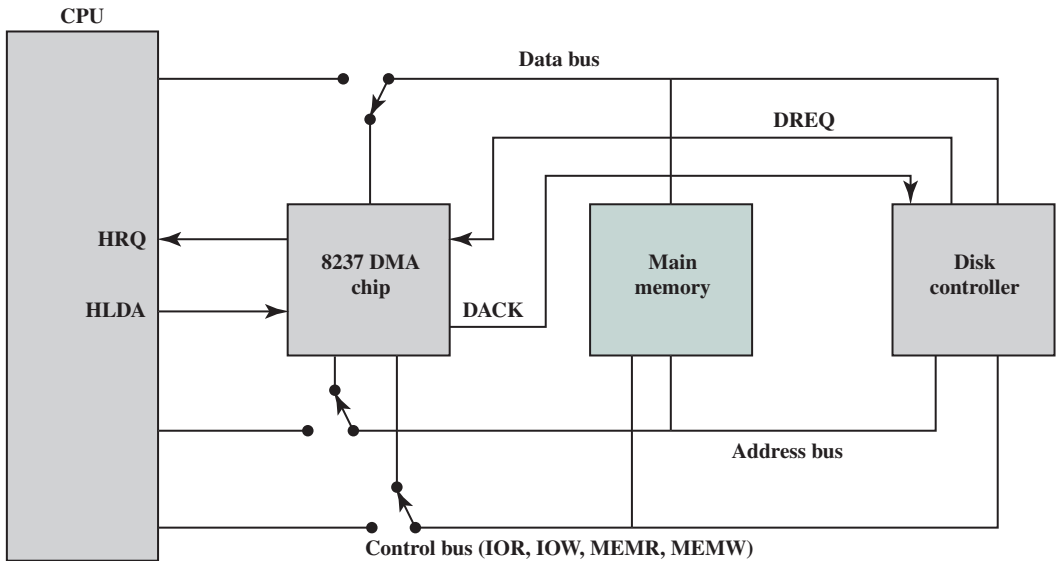 CPU
Data bus
DREQ
HRQ
8237 DMA
chip
Main
memory
Disk
controller
HLDA
DACK
Address bus
Control bus (IOR, IOW, MEMR, MEMW)